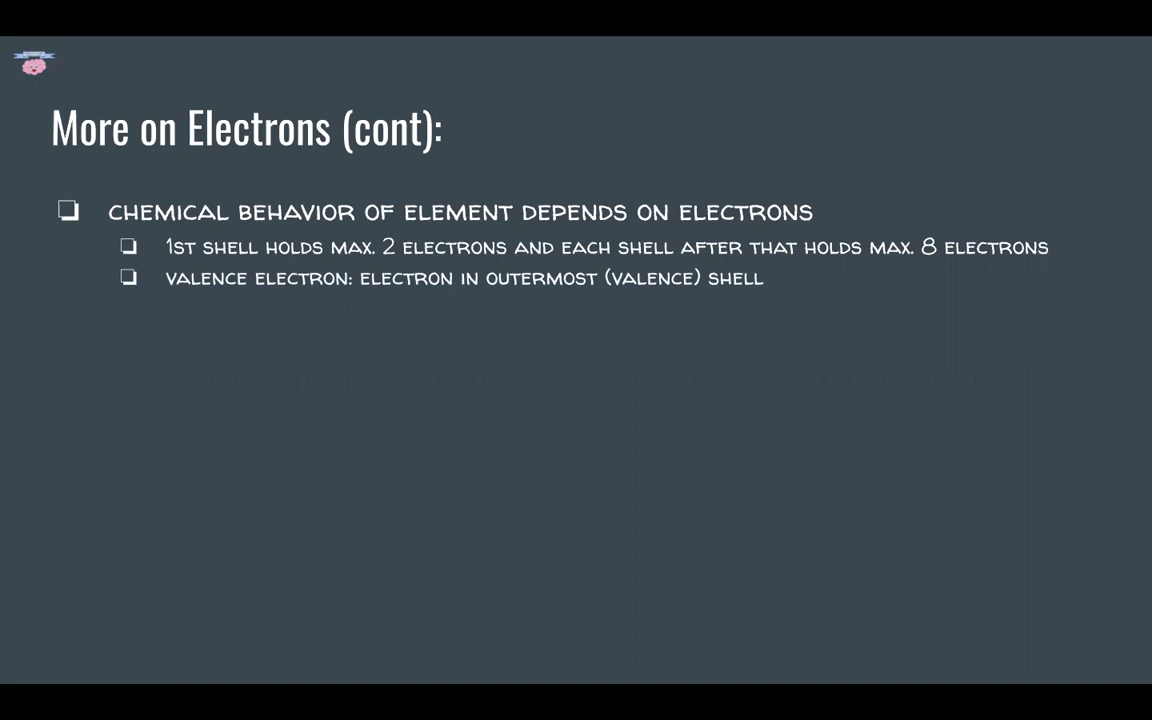 More on Electrons (cont):
CHEMICAL BEHAVIOR OF ELEMENT DEPENDS ON ELECTRONS
1ST SHELL HOLDS MAX. 2 ELECTRONS AND EACH SHELL AFTER THAT HOLDS MAX. 8 ELECTRONS
VALENCE ELECTRON: ELECTRON IN OUTERMOST (VALENCE) SHELL